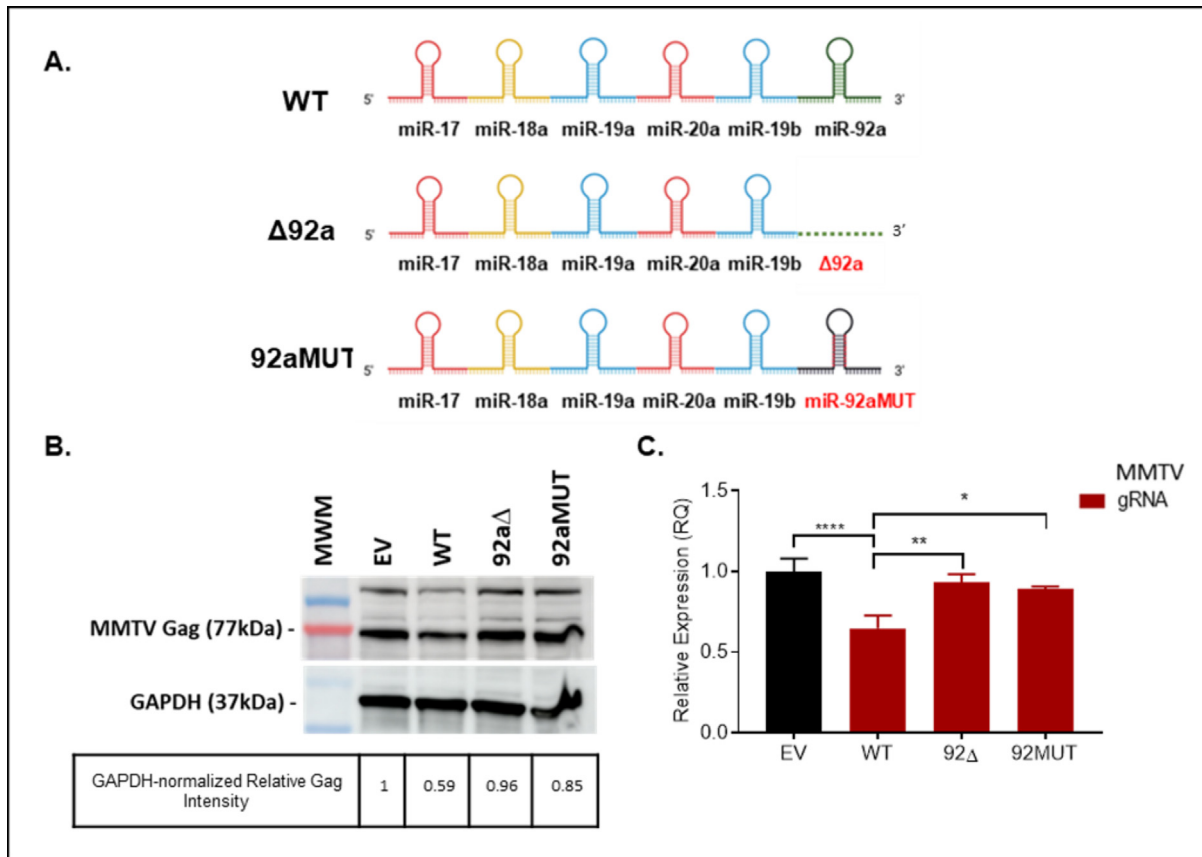 A.
WT
5' 3'
miR-17 miR-18a miR-19a miR-20a miR-19b miR-92a
Δ92a
5' 3'
miR-17 miR-18a miR-19a miR-20a miR-19b Δ92a
92aMUT
5' 3'
miR-17 miR-18a miR-19a miR-20a miR-19b miR-92aMUT
B.
MWM EV WT 92aΔ 92aMUT
MMTV Gag (77kDa) -
GAPDH (37kDa) -
GAPDH-normalized Relative Gag
Intensity
1 0.59 0.96 0.85
C.
MMTV
gRNA
Relative Expression (RQ)
1.5
1.0
0.5
0.0
*
****
**
EV WT 92Δ 92MUT